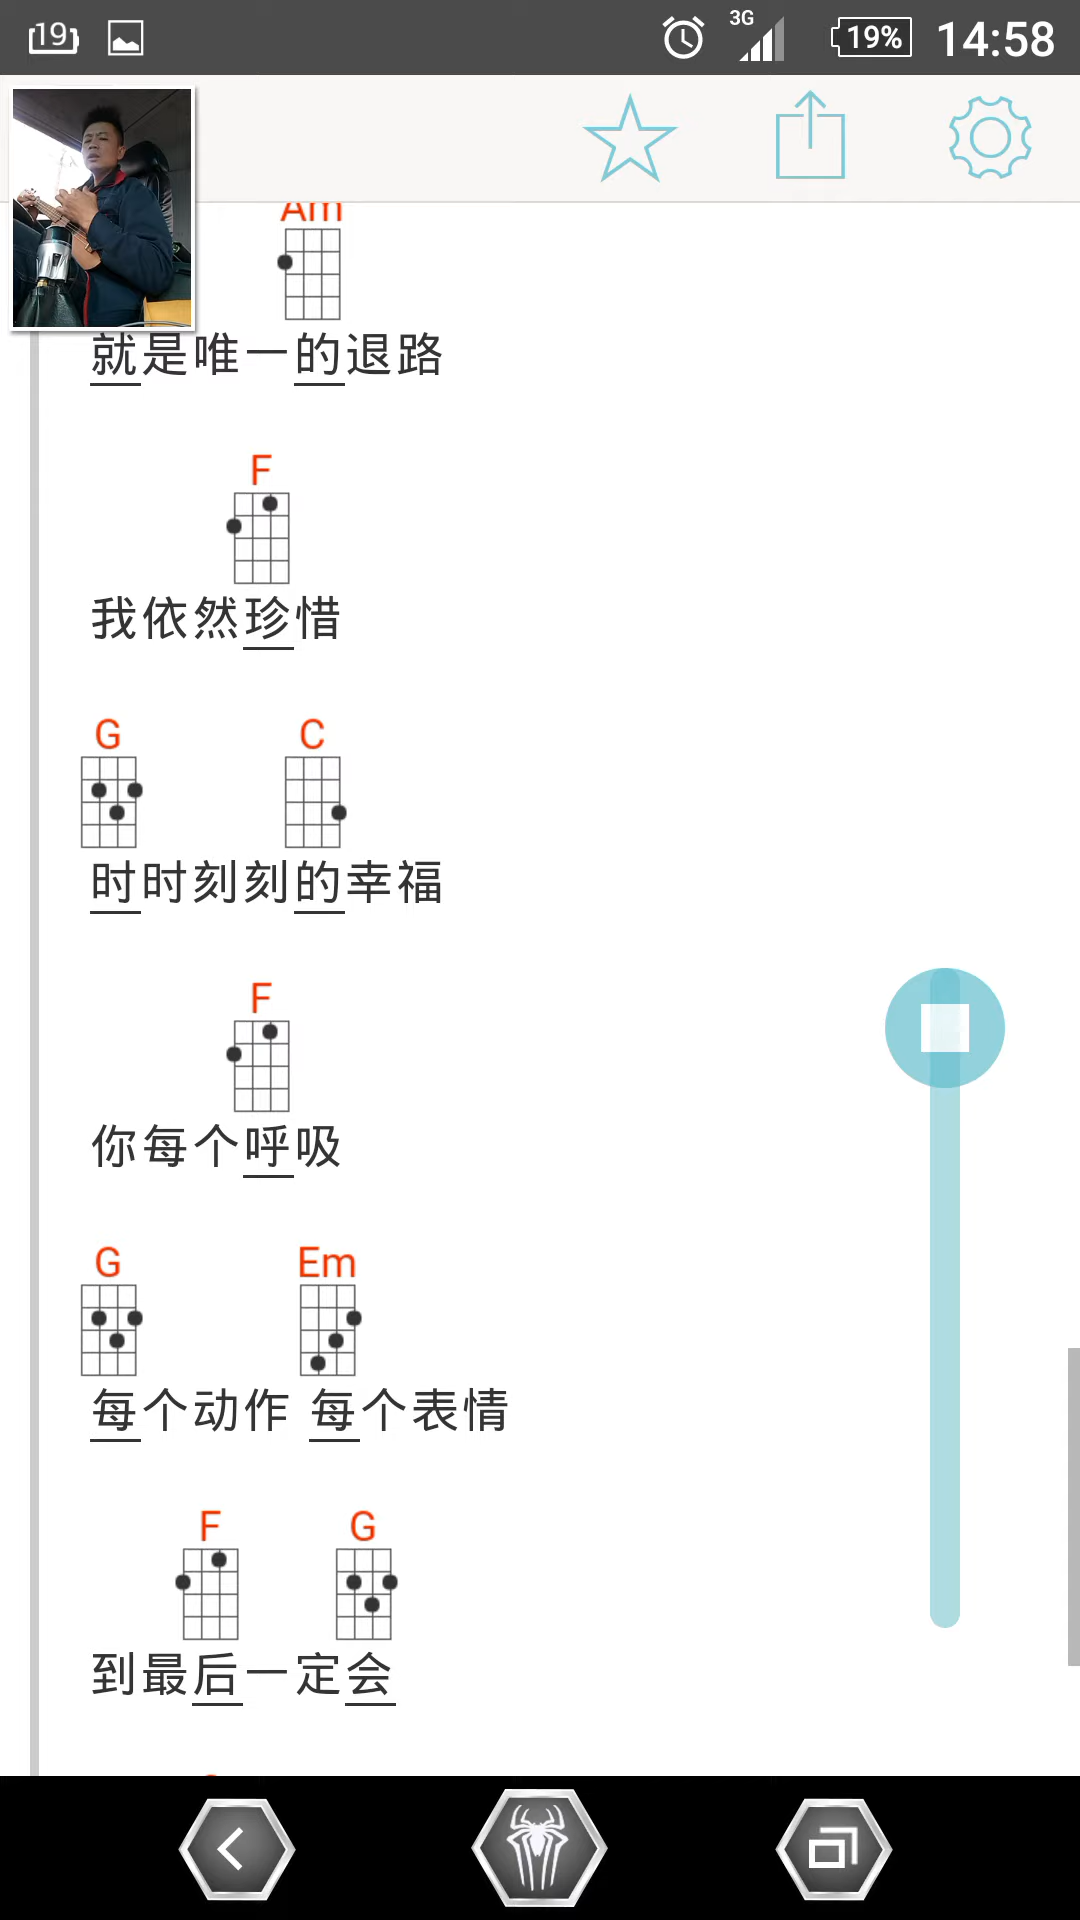 19 3G 19% 14:58
Am
就是唯一的退路
F
我依然珍惜
G C
时时刻刻的幸福
F
你每个呼吸
G Em
每个动作 每个表情
F G
到最后一定会